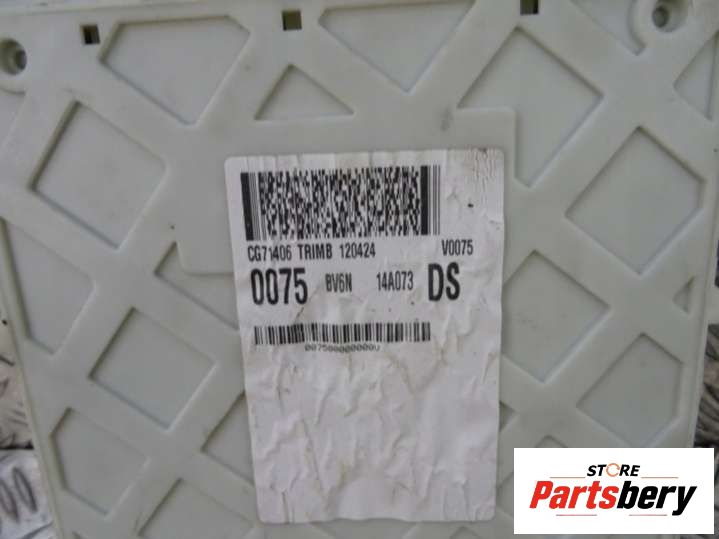 CG71406 TRIMB 120424 V0075
0075 BV6N 14A073 DS
STORE
Partsbery